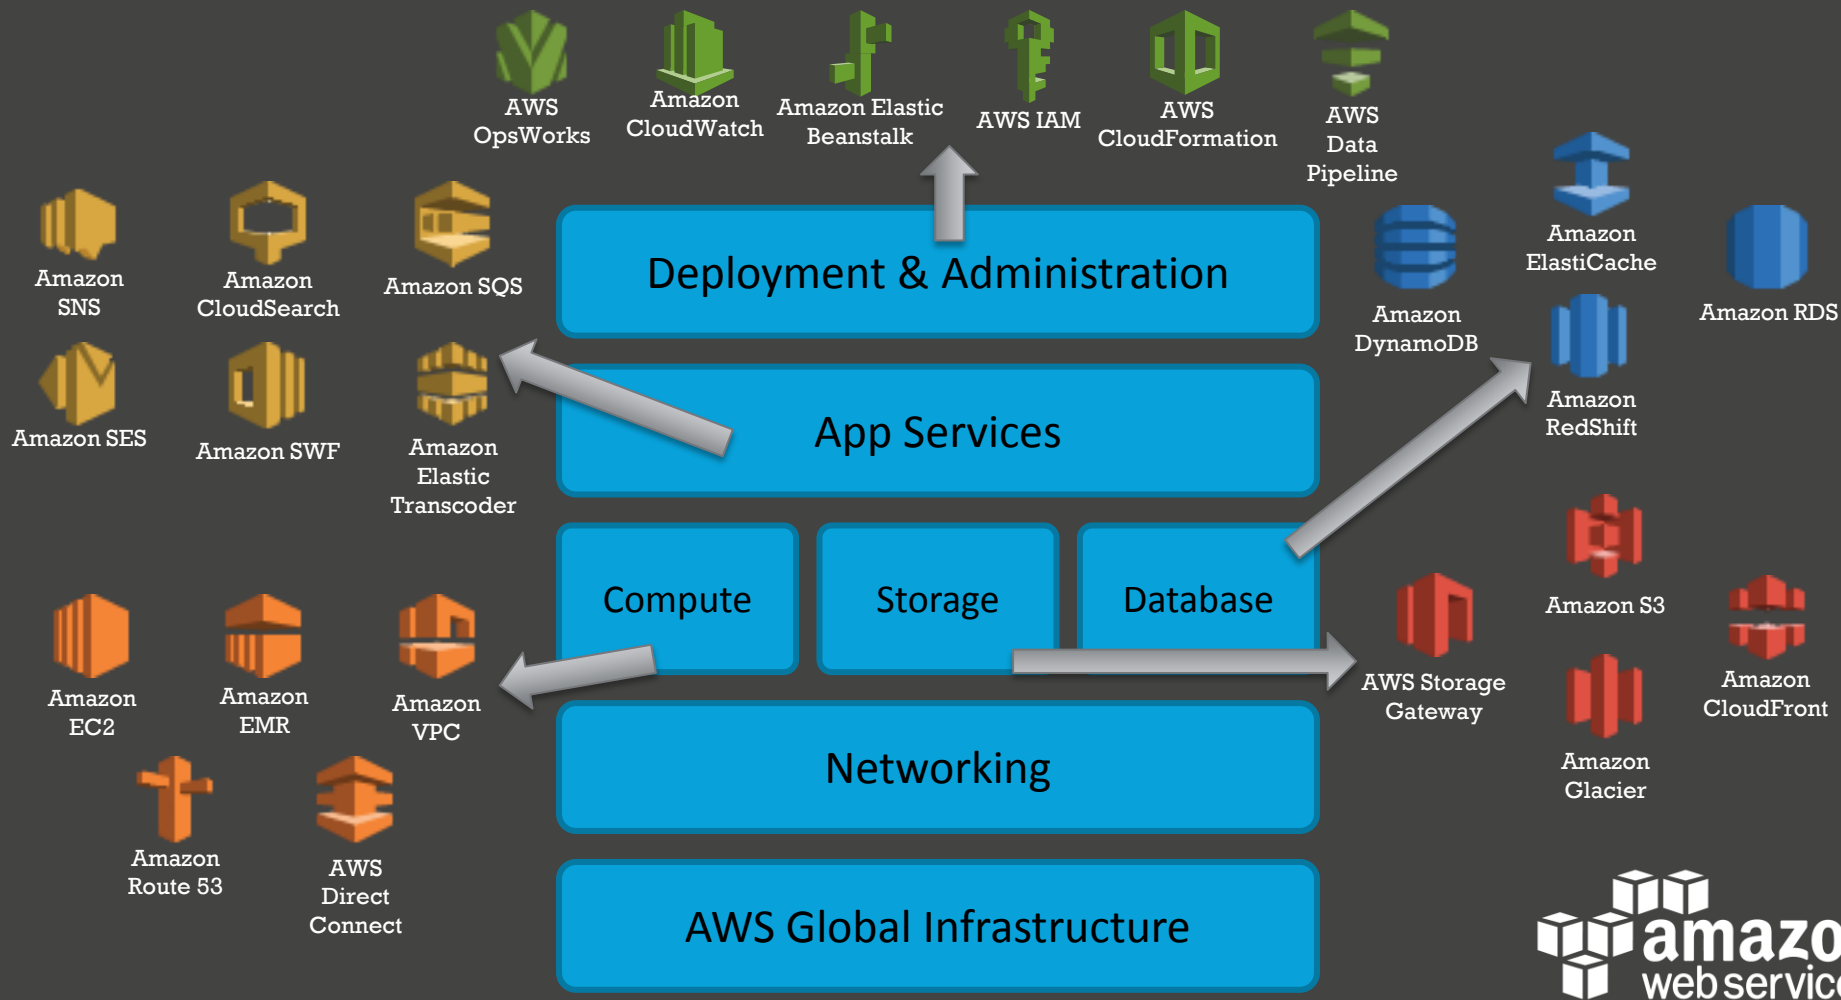 AWS
OpsWorks
Amazon
CloudWatch
Amazon Elastic
Beanstalk
AWS IAM
AWS
CloudFormation
AWS
Data
Pipeline
Amazon
SNS
Amazon
CloudSearch
Amazon SQS
Amazon SES
Amazon SWF
Amazon
Elastic
Transcoder
Deployment & Administration
App Services
Amazon
ElastiCache
Amazon
DynamoDB
Amazon RDS
Amazon
RedShift
Compute
Storage
Database
Amazon
EC2
Amazon
EMR
Amazon
VPC
Amazon
Route 53
AWS
Direct
Connect
AWS Storage
Gateway
Amazon S3
Amazon
CloudFront
Amazon
Glacier
Networking
AWS Global Infrastructure
amazo
web service